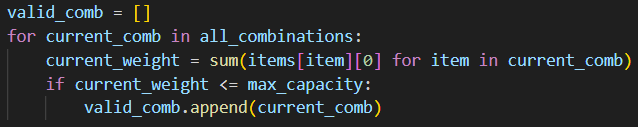 valid_comb = []
for current_comb in all_combinations:
    current_weight = sum(items[item][0] for item in current_comb)
    if current_weight <= max_capacity:
        valid_comb.append(current_comb)